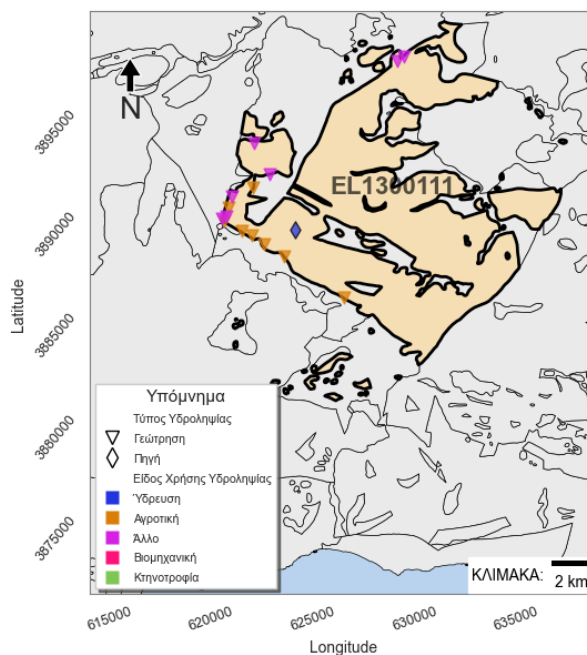 N
EL1300111
3895000
3890000
3885000
3880000
3875000
Latitude
Υπόμνημα
Τύπος Υδροληψίας
Γεώτρηση
Πηγή
Είδος Χρήσης Υδροληψίας
Ύδρευση
Αγροτική
Άλλο
Βιομηχανική
Κτηνοτροφία
ΚΛΙΜΑΚΑ:
2 km
615000
620000
625000
630000
635000
Longitude